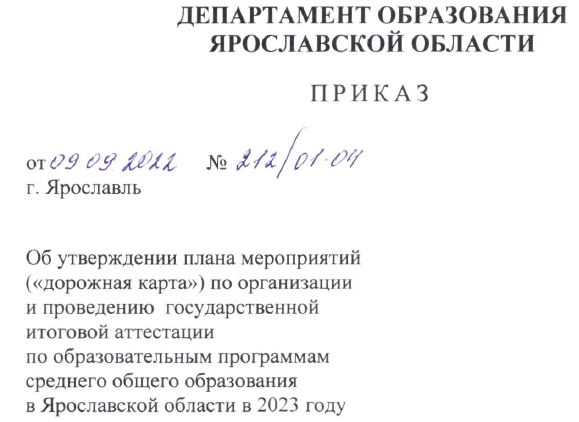 ДЕПАРТАМЕНТ ОБРАЗОВАНИЯ
ЯРОСЛАВСКОЙ ОБЛАСТИ
ПРИКАЗ
от 09.09.2022 № 212/01-04
г. Ярославль
Об утверждении плана мероприятий
(«дорожная карта») по организации
и проведению государственной
итоговой аттестации
по образовательным программам
среднего общего образования
в Ярославской области в 2023 году